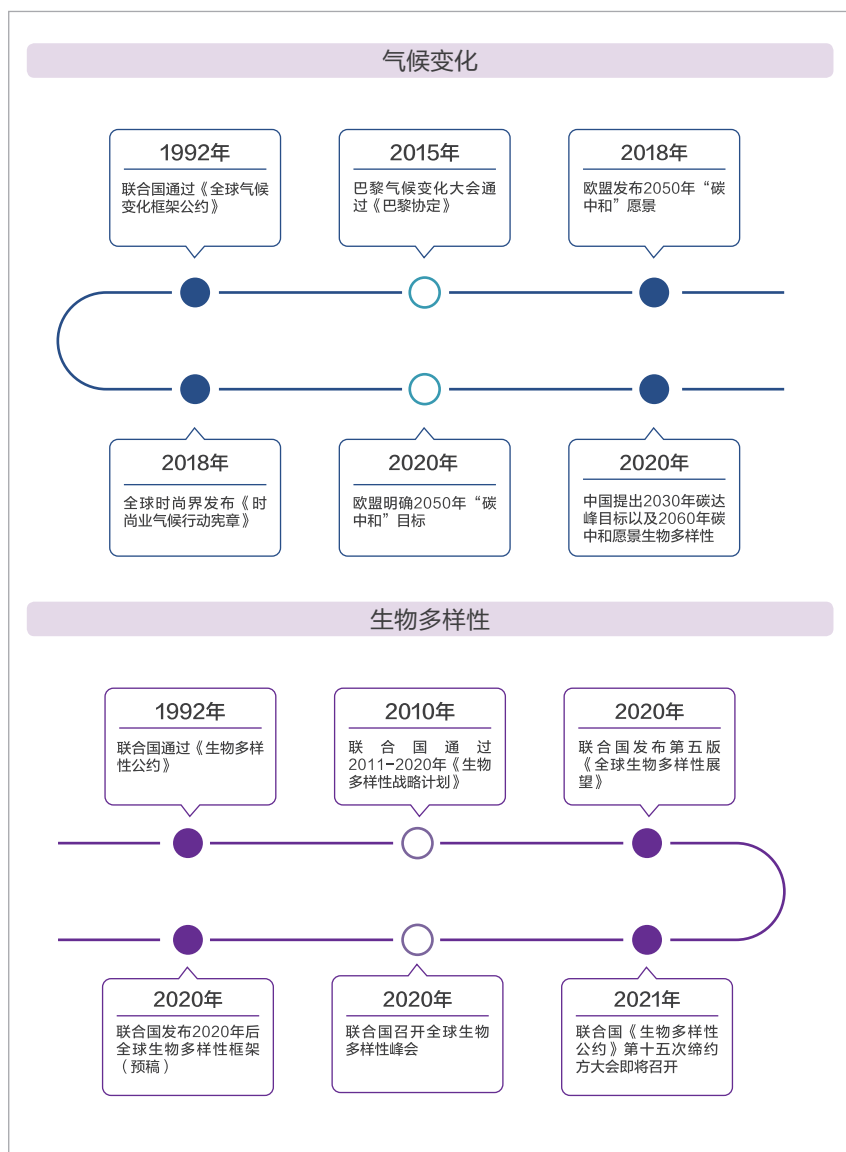 气候变化
1992年
联合国通过《全球气候
变化框架公约》
2015年
巴黎气候变化大会通
过《巴黎协定》
2018年
欧盟发布2050年“碳
中和”愿景
2018年
全球时尚界发布《时
尚业气候行动宪章》
2020年
欧盟明确2050年“碳
中和”目标
2020年
中国提出2030年碳达
峰目标以及2060年碳
中和愿景生物多样性
生物多样性
1992年
联合国通过《生物多样
性公约》
2010年
联合国通过
2011-2020年《生物
多样性战略计划》
2020年
联合国发布第五版
《全球生物多样性展
望》
2020年
联合国发布2020年后
全球生物多样性框架
（预稿）
2020年
联合国召开全球生物
多样性峰会
2021年
联合国《生物多样性
公约》第十五次缔约
方大会即将召开